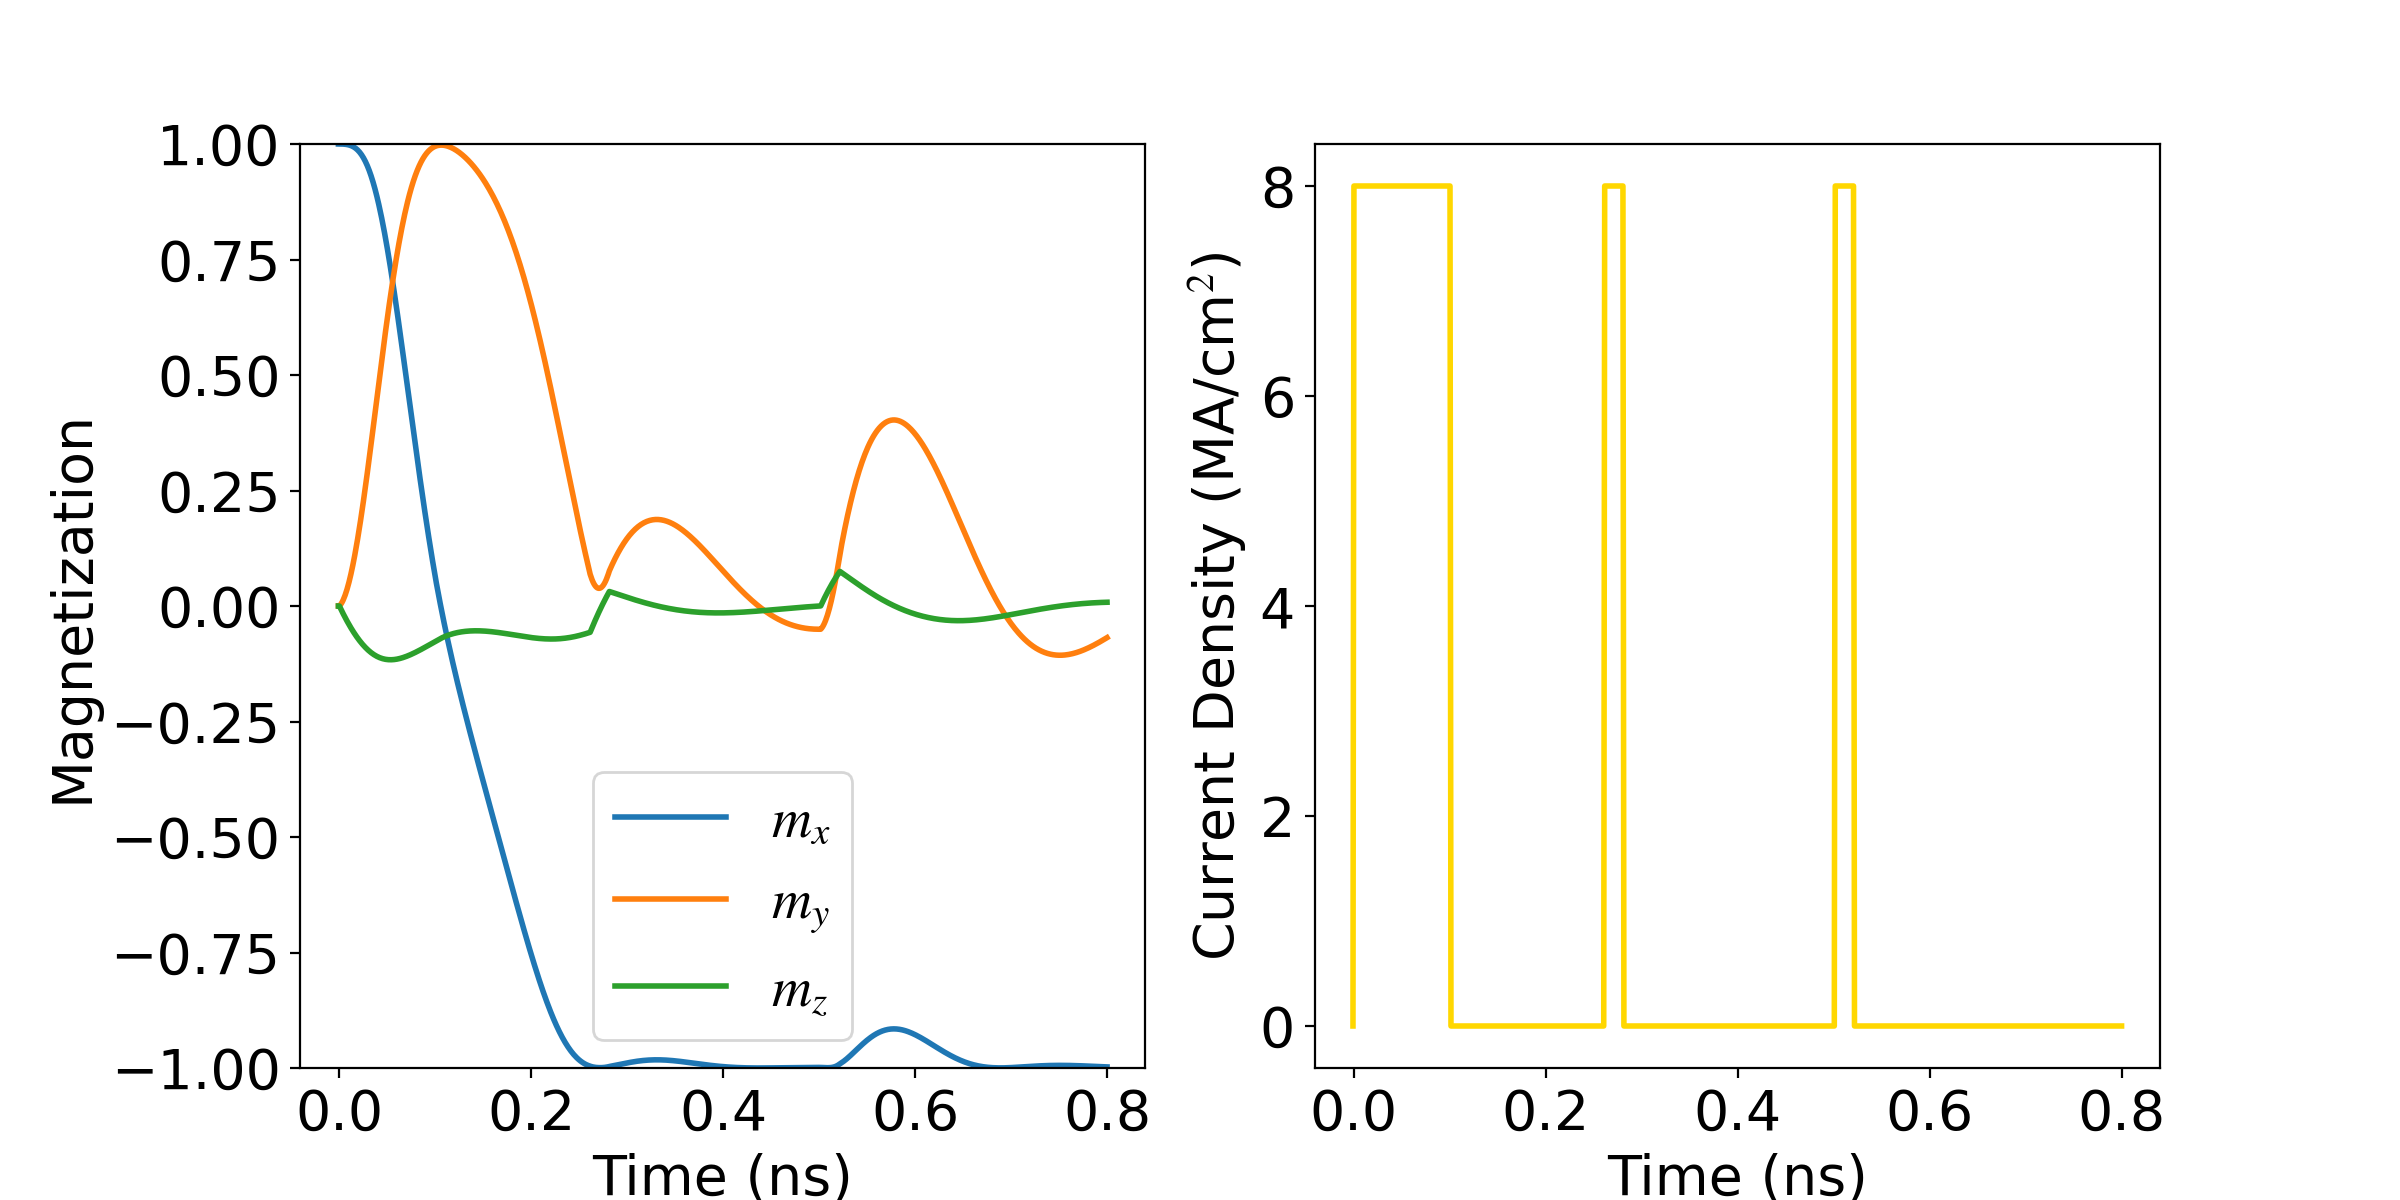 Magnetization
1.00
0.75
0.50
0.25
0.00
−0.25
−0.50
−0.75
−1.00
0.0 0.2 0.4 0.6 0.8
Time (ns)
m_x
m_y
m_z
Current Density (MA/cm²)
8
6
4
2
0
0.0 0.2 0.4 0.6 0.8
Time (ns)